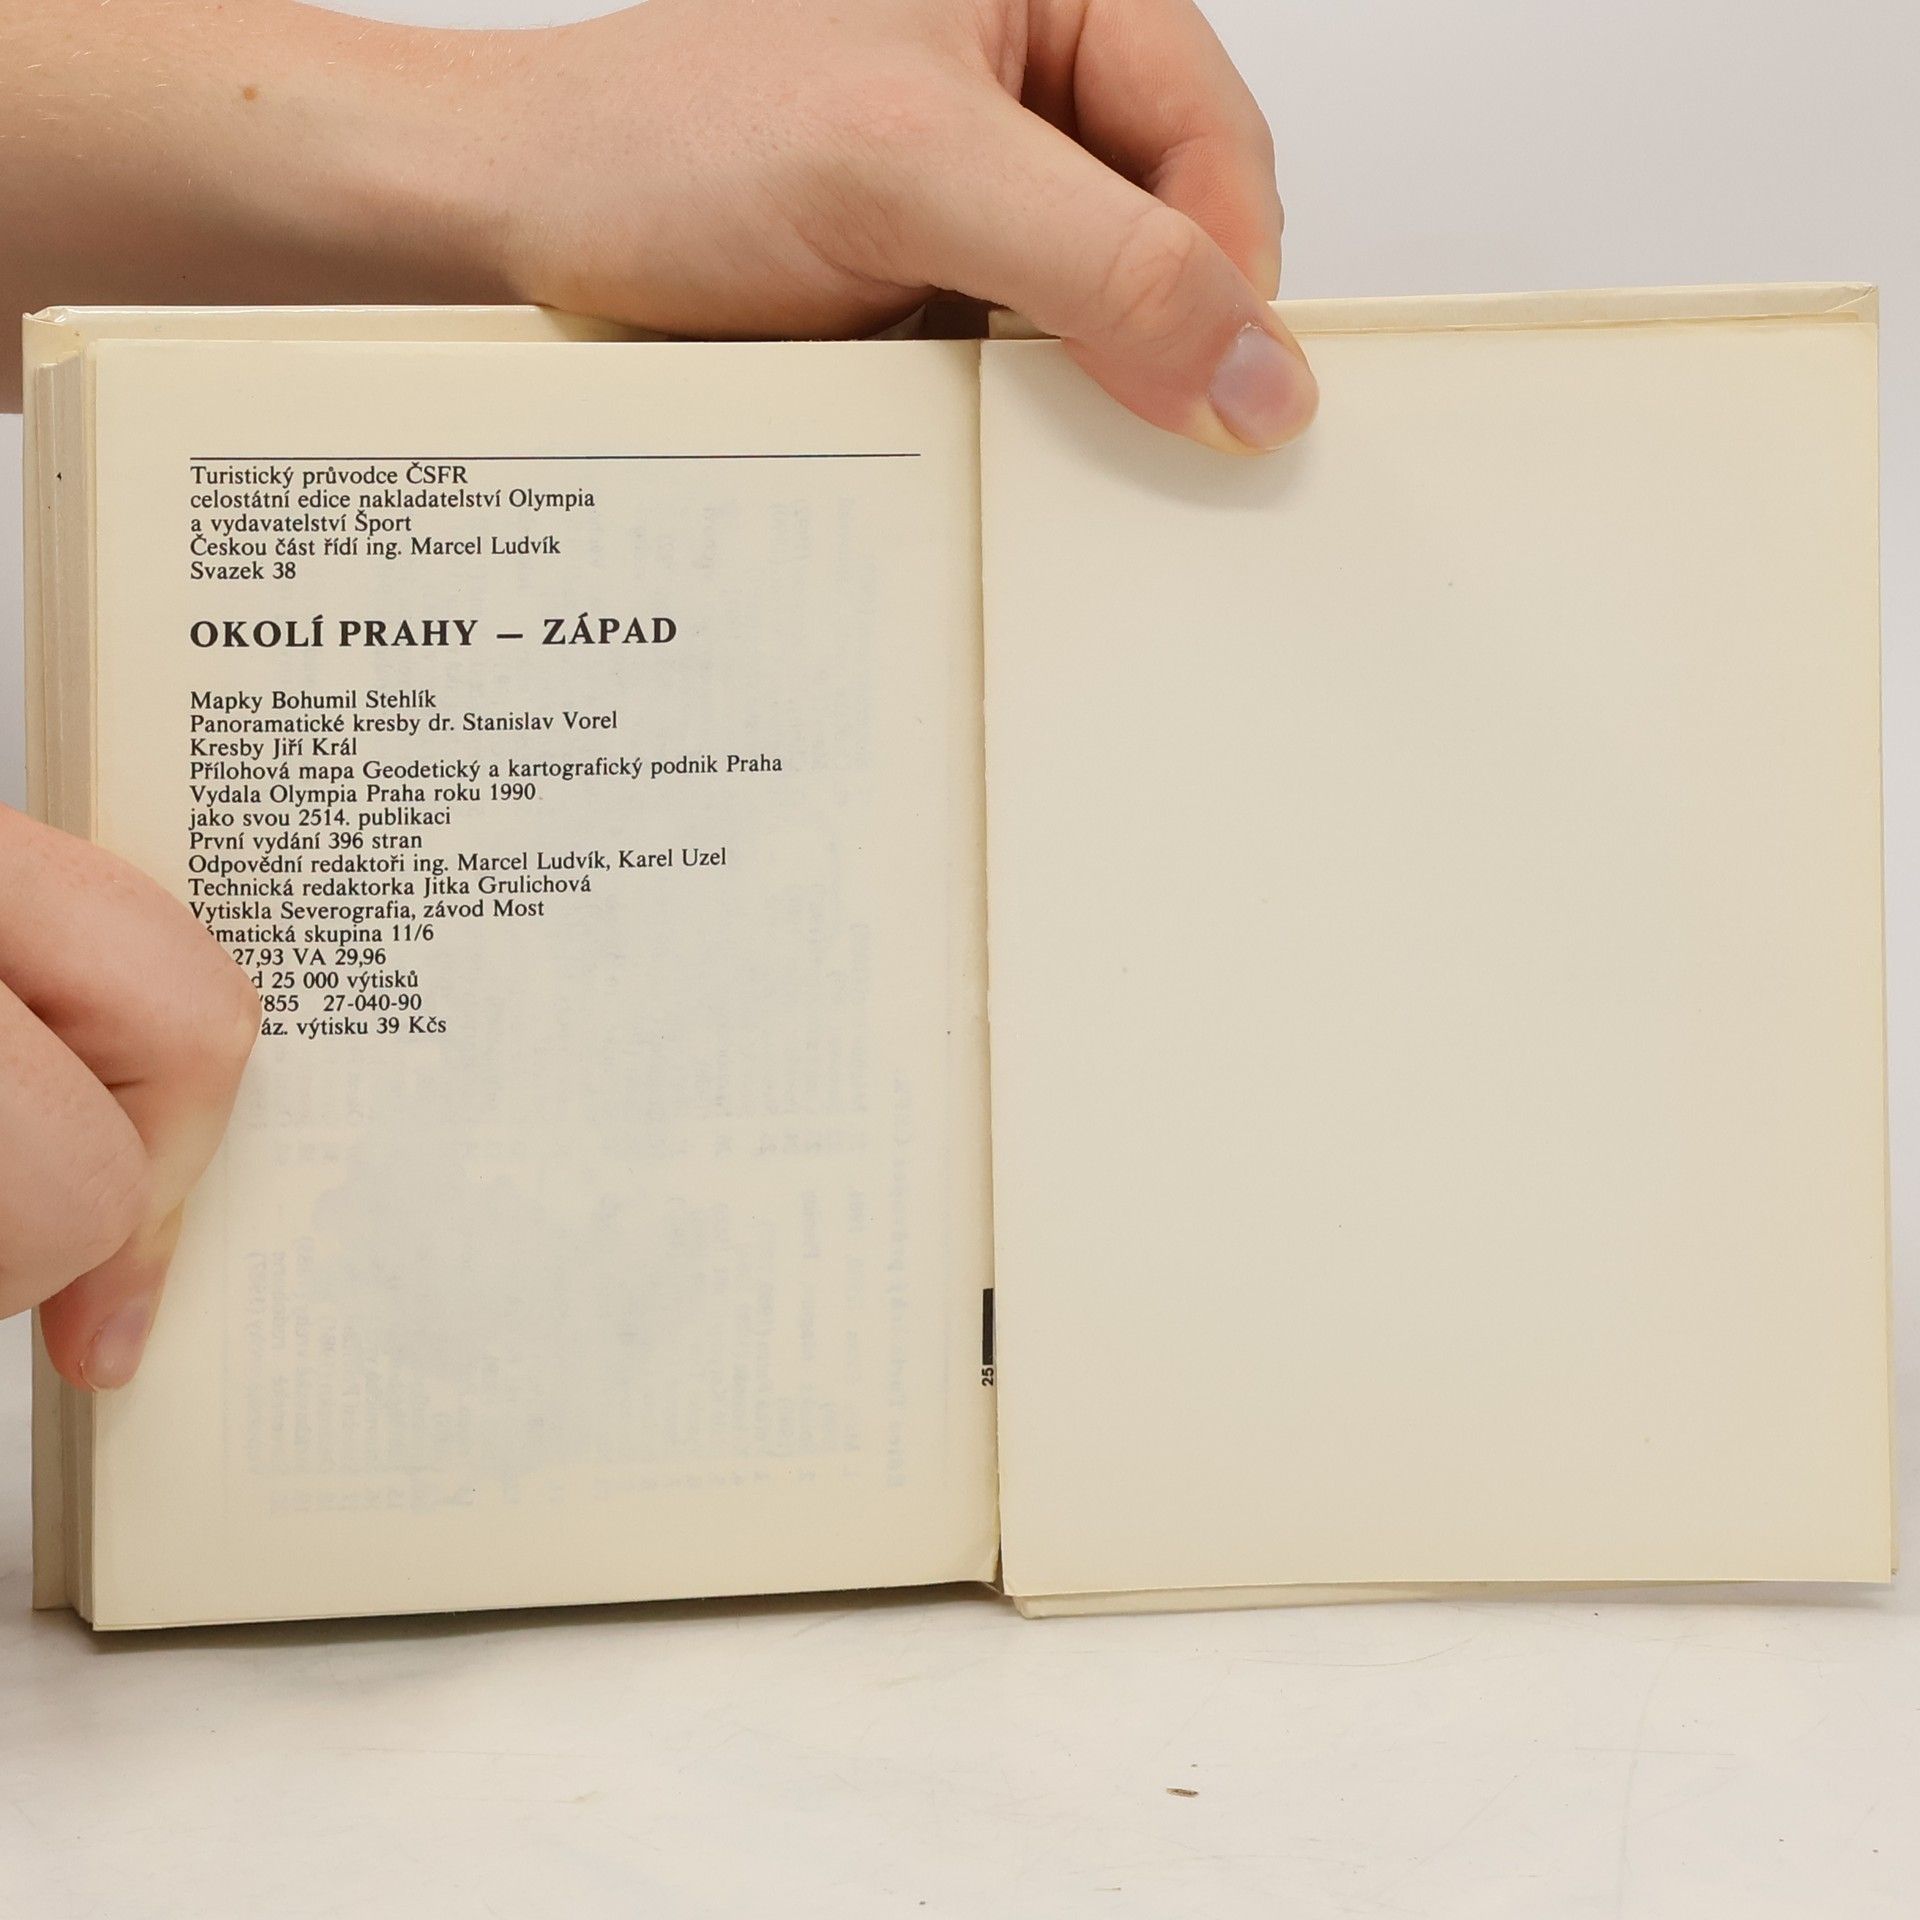 Turistický průvodce ČSFR
celostátní edice nakladatelství Olympia
a vydavatelství Šport
Českou část řídí ing. Marcel Ludvík
Svazek 38
OKOLÍ PRAHY — ZÁPAD
Mapky Bohumil Stehlík
Panoramatické kresby dr. Stanislav Vorel
Kresby Jiří Král
Přílohová mapa Geodetický a kartografický podnik Praha
Vydala Olympia Praha roku 1990
jako svou 2514. publikaci
První vydání 396 stran
Odpovědní redaktoři ing. Marcel Ludvík, Karel Uzel
Technická redaktorka Jitka Grulichová
Vytiskla Severografia, závod Most
skupina 11/6
27,93 VA 29,96
25 000 výtisků
/855 27-040-90
výtisku 39 Kčs
25